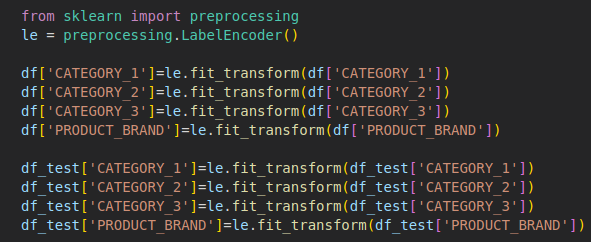 from sklearn import preprocessing
le = preprocessing.LabelEncoder()
df['CATEGORY_1']=le.fit_transform(df['CATEGORY_1'])
df['CATEGORY_2']=le.fit_transform(df['CATEGORY_2'])
df['CATEGORY_3']=le.fit_transform(df['CATEGORY_3'])
df['PRODUCT_BRAND']=le.fit_transform(df['PRODUCT_BRAND'])
df_test['CATEGORY_1']=le.fit_transform(df_test['CATEGORY_1'])
df_test['CATEGORY_2']=le.fit_transform(df_test['CATEGORY_2'])
df_test['CATEGORY_3']=le.fit_transform(df_test['CATEGORY_3'])
df_test['PRODUCT_BRAND']=le.fit_transform(df_test['PRODUCT_BRAND'])